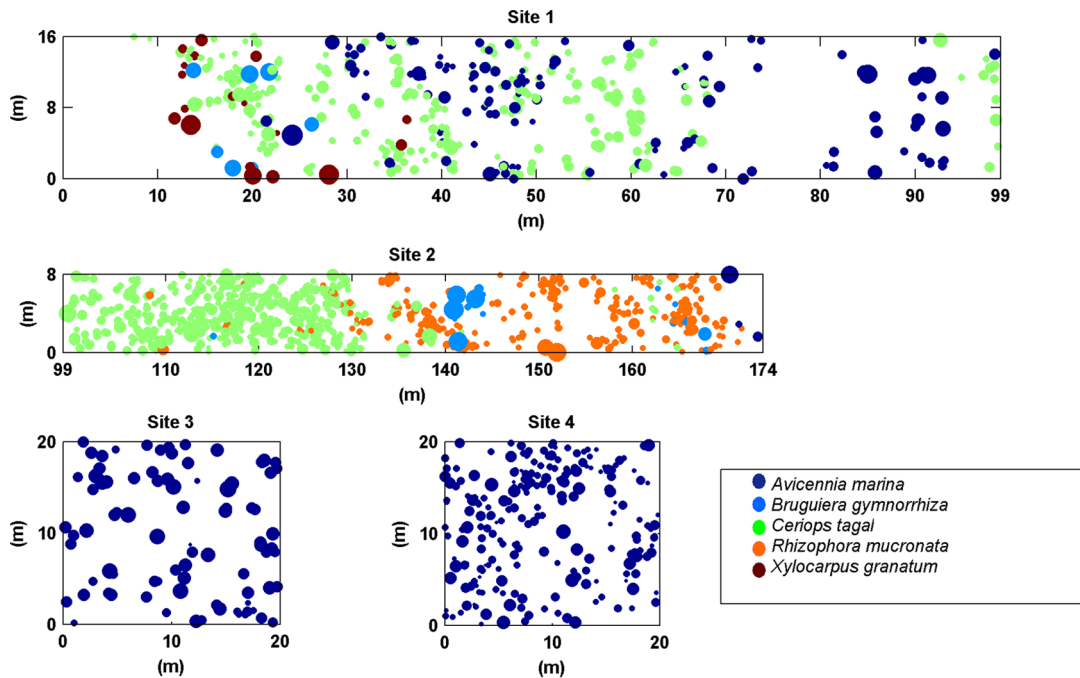 Site 1
16
8
0
(m)
0 10 20 30 40 50 60 70 80 90 99
(m)
Site 2
8
0
(m)
99 110 120 130 140 150 160 174
(m)
Site 3
20
10
0
(m)
0 10 20
(m)
Site 4
20
10
0
(m)
0 10 20
(m)
Avicennia marina
Bruguiera gymnorrhiza
Ceriops tagal
Rhizophora mucronata
Xylocarpus granatum